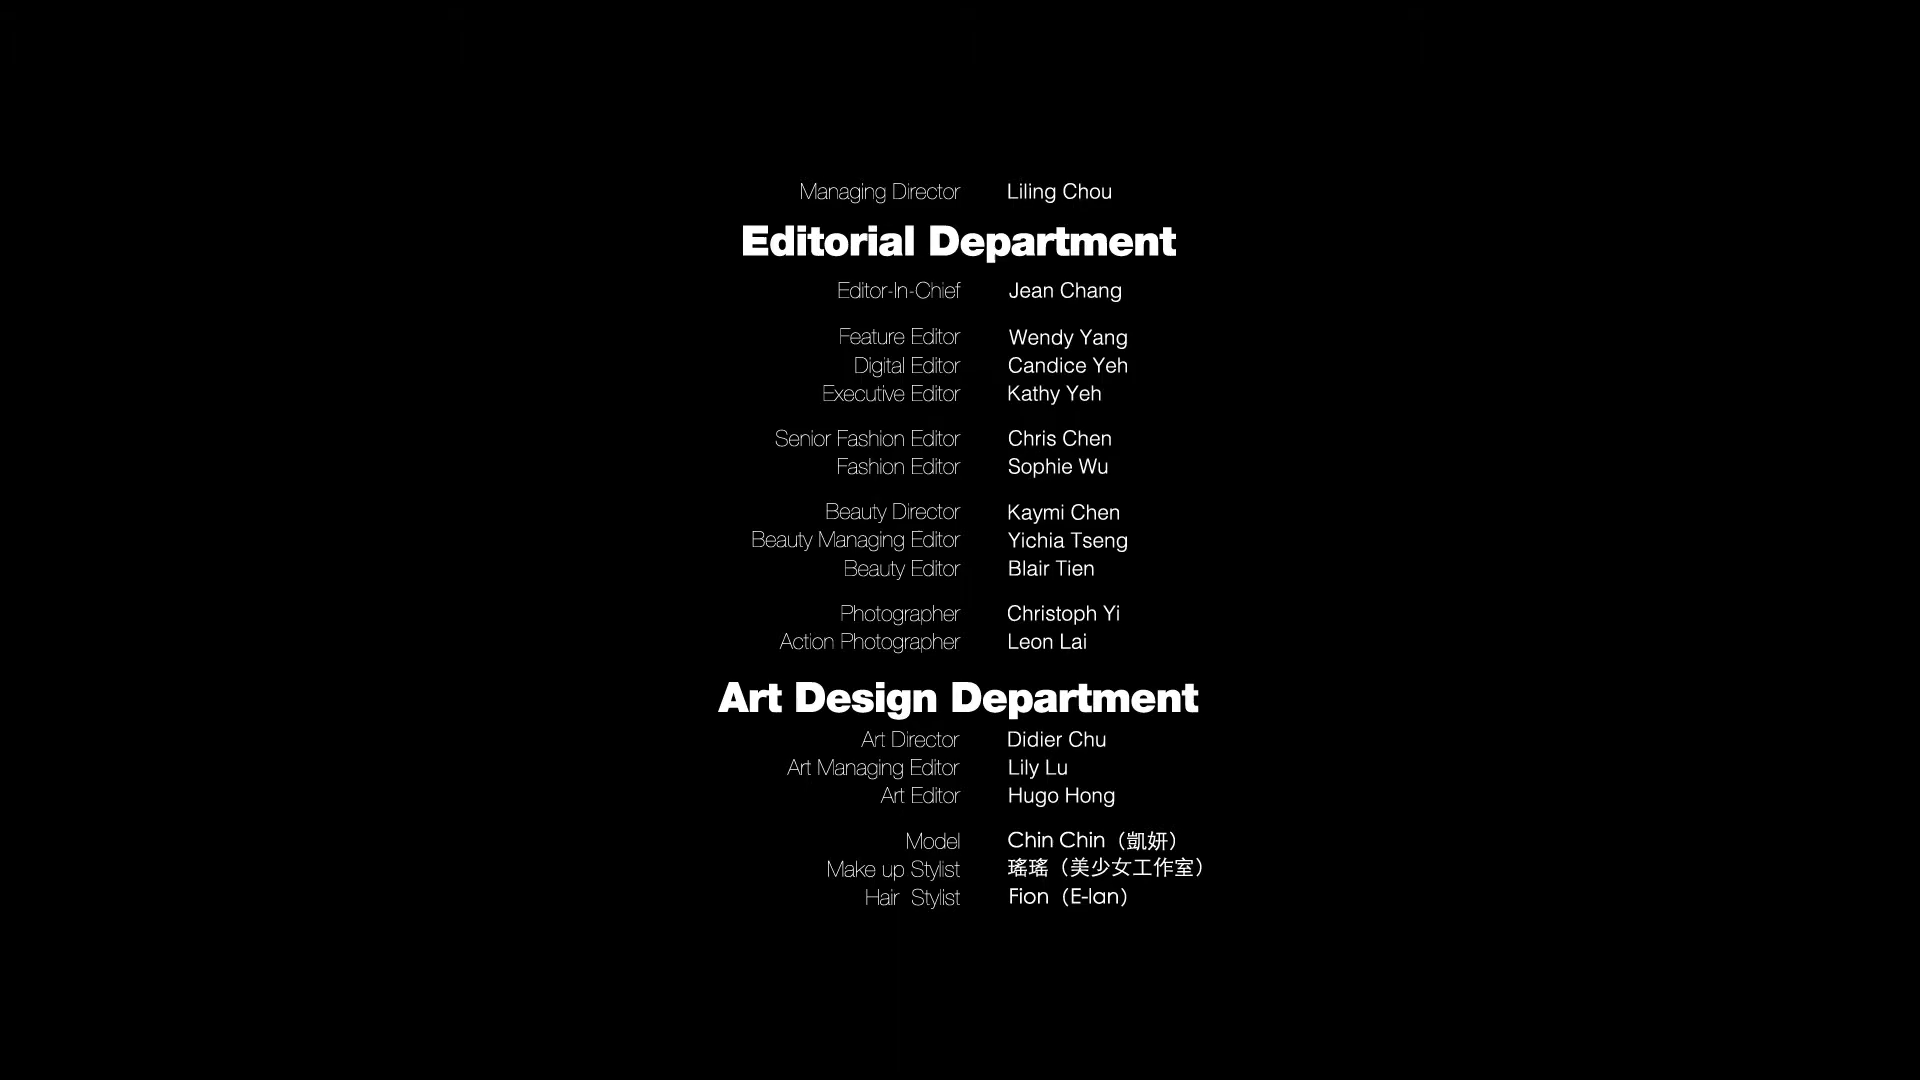 Managing Director Liling Chou
Editorial Department
Editor-In-Chief Jean Chang
Feature Editor Wendy Yang
Digital Editor Candice Yeh
Executive Editor Kathy Yeh
Senior Fashion Editor Chris Chen
Fashion Editor Sophie Wu
Beauty Director Kaymi Chen
Beauty Managing Editor Yichia Tseng
Beauty Editor Blair Tien
Photographer Christoph Yi
Action Photographer Leon Lai
Art Design Department
Art Director Didier Chu
Art Managing Editor Lily Lu
Art Editor Hugo Hong
Model Chin Chin（凱妍）
Make up Stylist 瑤瑤（美少女工作室）
Hair Stylist Fion（E-lan）